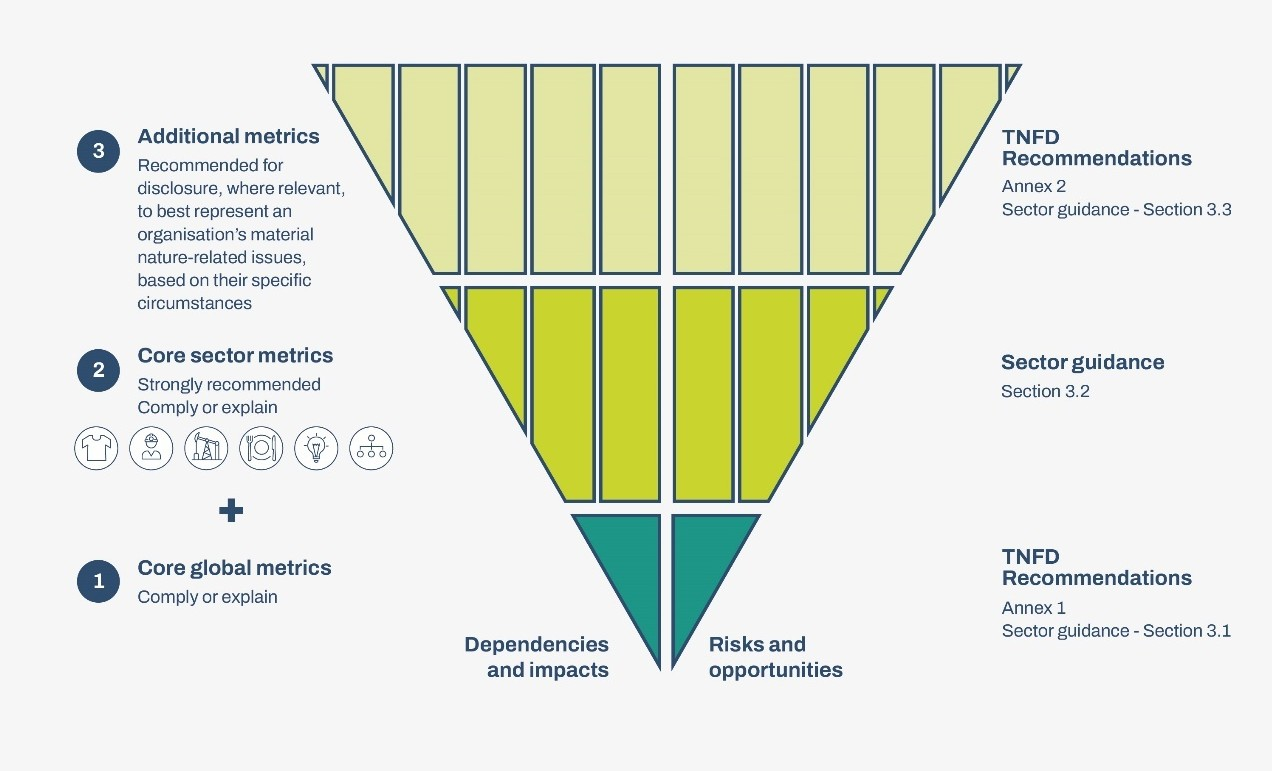 3
Additional metrics
Recommended for
disclosure, where relevant,
to best represent an
organisation’s material
nature-related issues,
based on their specific
circumstances
TNFD
Recommendations
Annex 2
Sector guidance - Section 3.3
2
Core sector metrics
Strongly recommended
Comply or explain
Sector guidance
Section 3.2
1
Core global metrics
Comply or explain
TNFD
Recommendations
Annex 1
Sector guidance - Section 3.1
Dependencies
and impacts
Risks and
opportunities